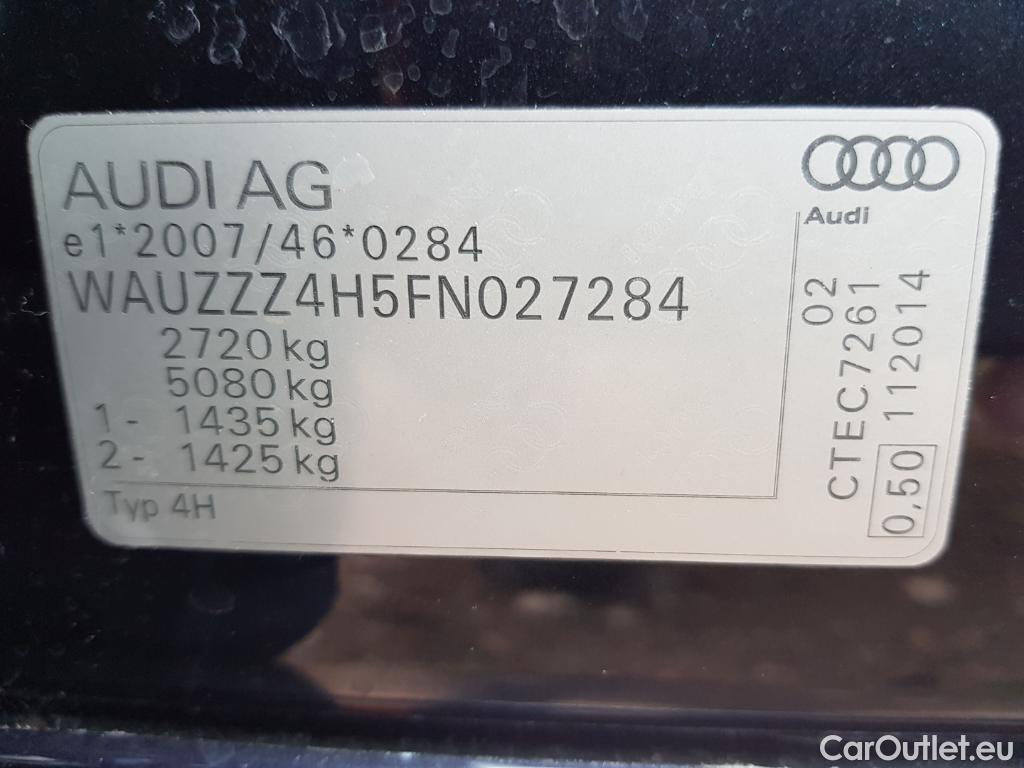 AUDI AG
e1*2007/46*0284
WAUZZZ4H5FN027284
2720 kg
5080 kg
1- 1435 kg
2- 1425 kg
Typ 4H
Audi
02
CTEC7261
0,50 112014
CarOutlet.eu